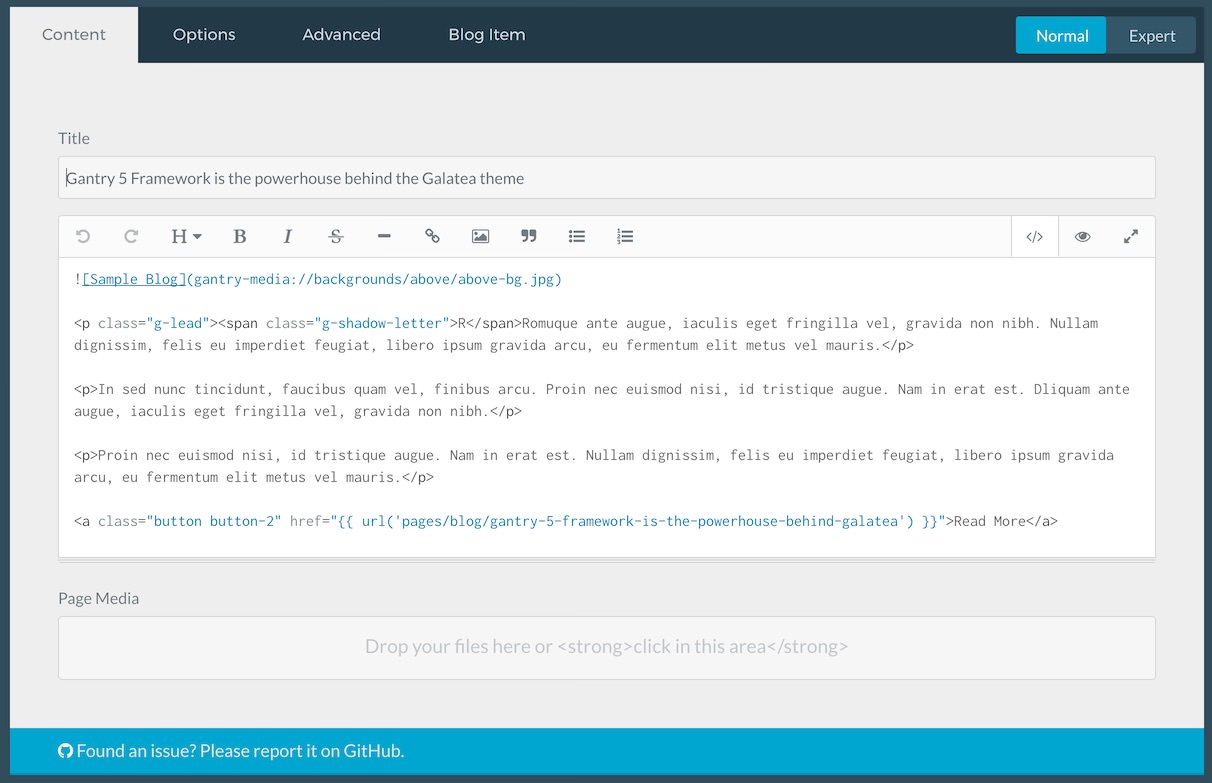 Content Options Advanced Blog Item Normal Expert
Title
Gantry 5 Framework is the powerhouse behind the Galatea theme
H B I S
</>
![Sample Blog](gantry-media://backgrounds/above/above-bg.jpg)
<p class="g-lead"><span class="g-shadow-letter">R</span>Romuque ante augue, iaculis eget fringilla vel, gravida non nibh. Nullam
dignissim, felis eu imperdiet feugiat, libero ipsum gravida arcu, eu fermentum elit metus vel mauris.</p>
<p>In sed nunc tincidunt, faucibus quam vel, finibus arcu. Proin nec euismod nisi, id tristique augue. Nam in erat est. Dliquam ante
augue, iaculis eget fringilla vel, gravida non nibh.</p>
<p>Proin nec euismod nisi, id tristique augue. Nam in erat est. Nullam dignissim, felis eu imperdiet feugiat, libero ipsum gravida
arcu, eu fermentum elit metus vel mauris.</p>
<a class="button button-2" href="{{ url('pages/blog/gantry-5-framework-is-the-powerhouse-behind-galatea') }}">Read More</a>
Page Media
Drop your files here or <strong>click in this area</strong>
Found an issue? Please report it on GitHub.